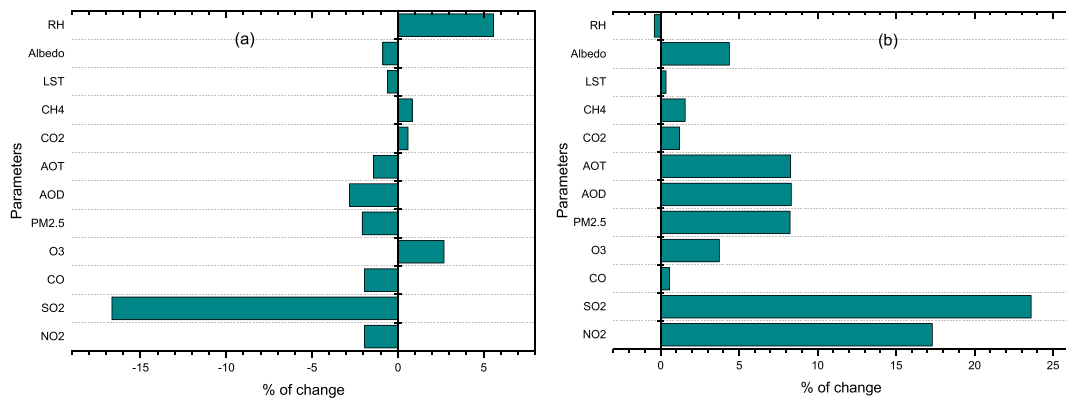 (a)
Parameters
RH
Albedo
LST
CH4
CO2
AOT
AOD
PM2.5
O3
CO
SO2
NO2
-15 -10 -5 0 5
% of change
(b)
Parameters
RH
Albedo
LST
CH4
CO2
AOT
AOD
PM2.5
O3
CO
SO2
NO2
0 5 10 15 20 25
% of change